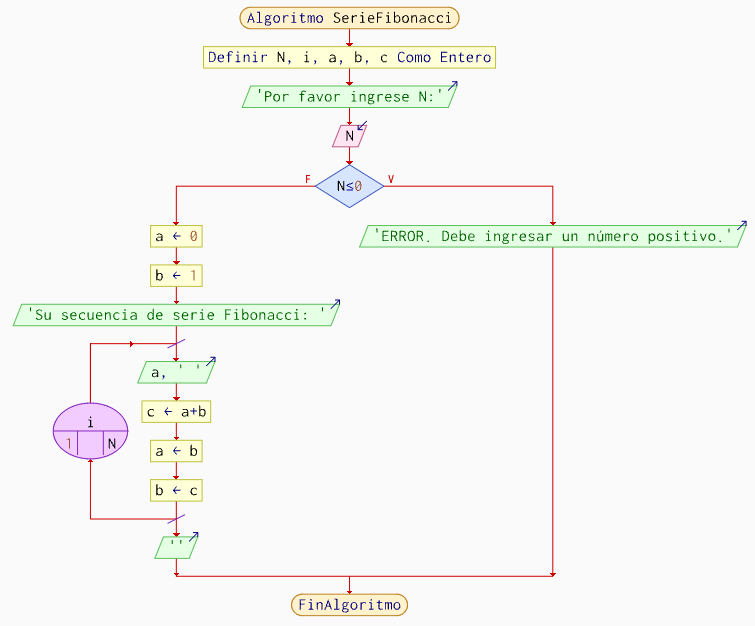 Algoritmo SerieFibonacci
Definir N, i, a, b, c Como Entero
'Por favor ingrese N:'
N
N≤0
F
V
a ← 0
b ← 1
'Su secuencia de serie Fibonacci: '
a, ' '
c ← a+b
a ← b
b ← c
i
1 N
''
'ERROR. Debe ingresar un número positivo.'
FinAlgoritmo